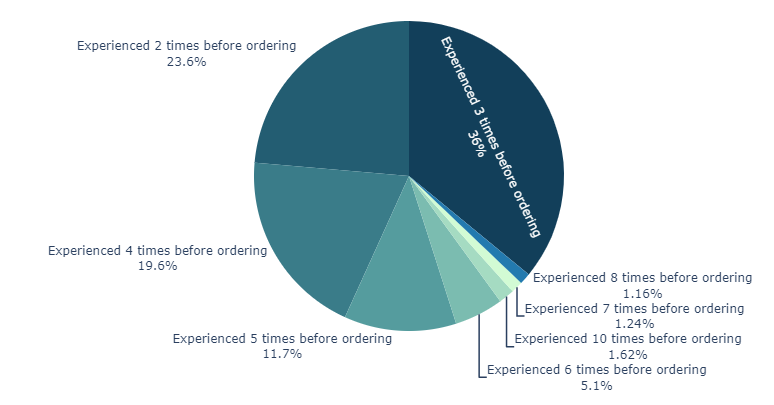 Experienced 2 times before ordering
23.6%
Experienced 3 times before ordering
36%
Experienced 4 times before ordering
19.6%
Experienced 8 times before ordering
1.16%
Experienced 7 times before ordering
1.24%
Experienced 5 times before ordering
11.7%
Experienced 10 times before ordering
1.62%
Experienced 6 times before ordering
5.1%